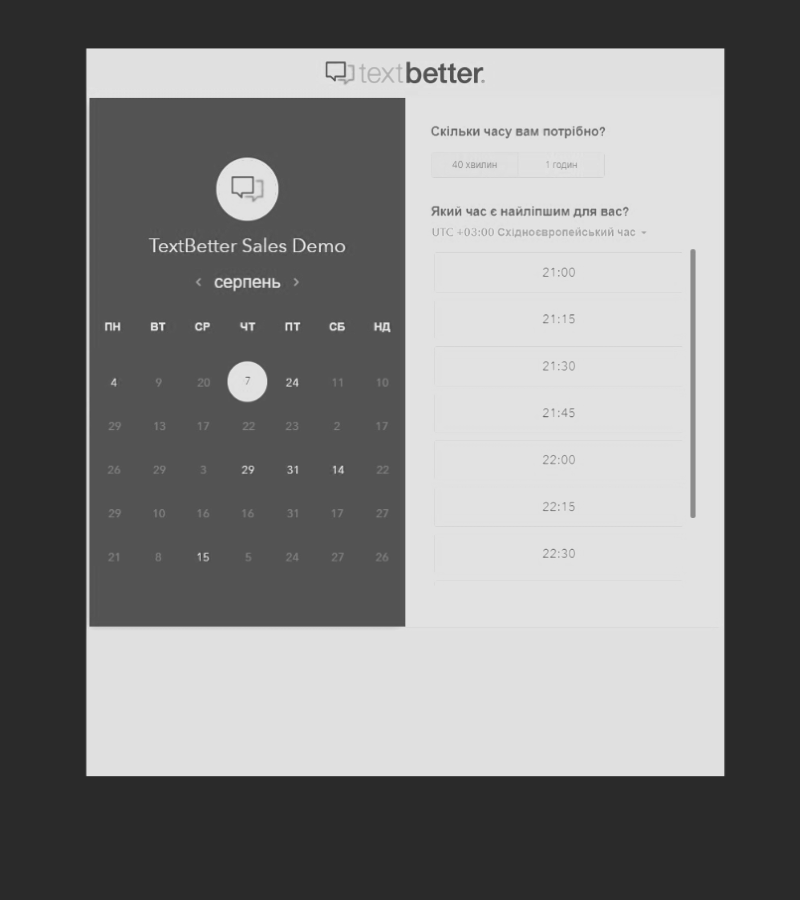 textbetter.
TextBetter Sales Demo
‹ серпень ›
ПН ВТ СР ЧТ ПТ СБ НД
4 9 20 7 24 11 10
29 13 17 22 23 2 17
26 29 3 29 31 14 22
29 10 16 16 31 17 27
21 8 15 5 24 27 26
Скільки часу вам потрібно?
40 хвилин 1 годин
Який час є найліпшим для вас?
UTC +03:00 Східноєвропейський час
21:00
21:15
21:30
21:45
22:00
22:15
22:30